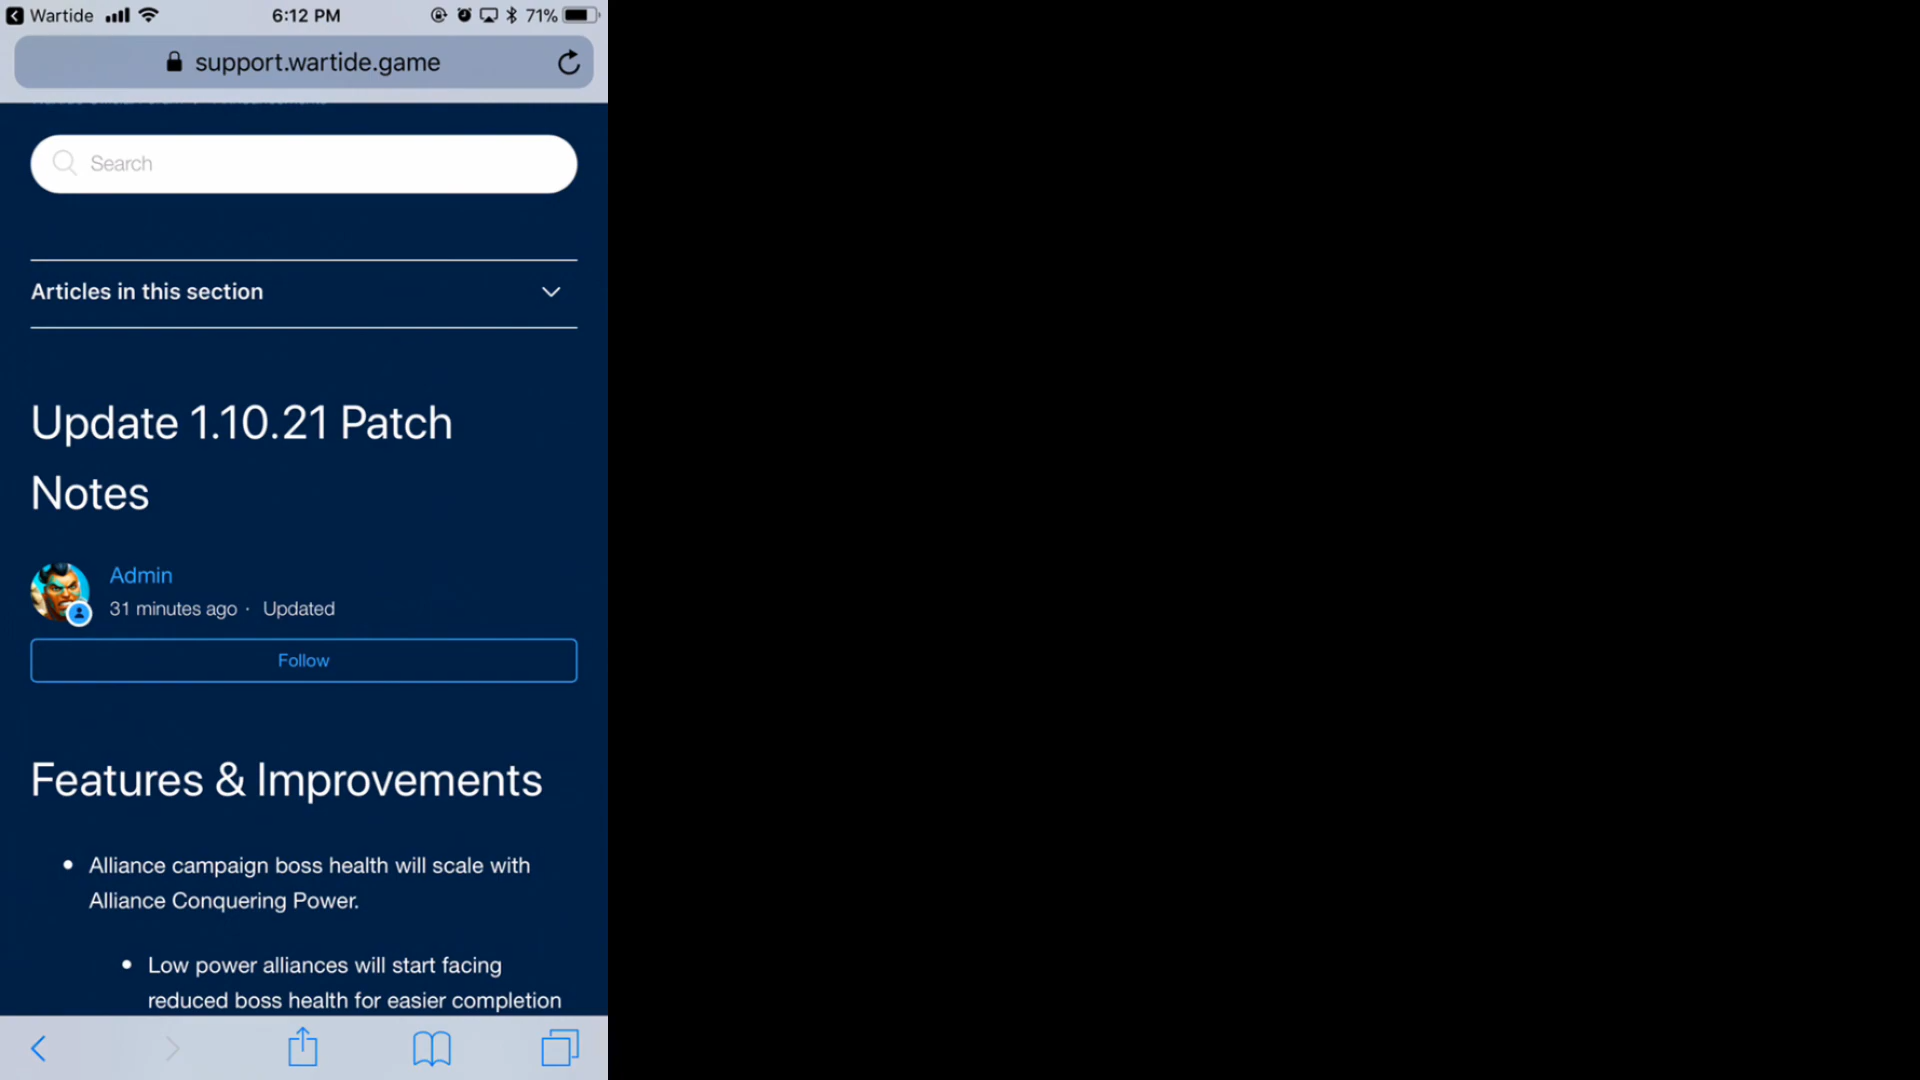 Wartide 6:12 PM 71%
support.wartide.game
Search
Articles in this section
Update 1.10.21 Patch
Notes
Admin
31 minutes ago · Updated
Follow
Features & Improvements
• Alliance campaign boss health will scale with
Alliance Conquering Power.
• Low power alliances will start facing
reduced boss health for easier completion